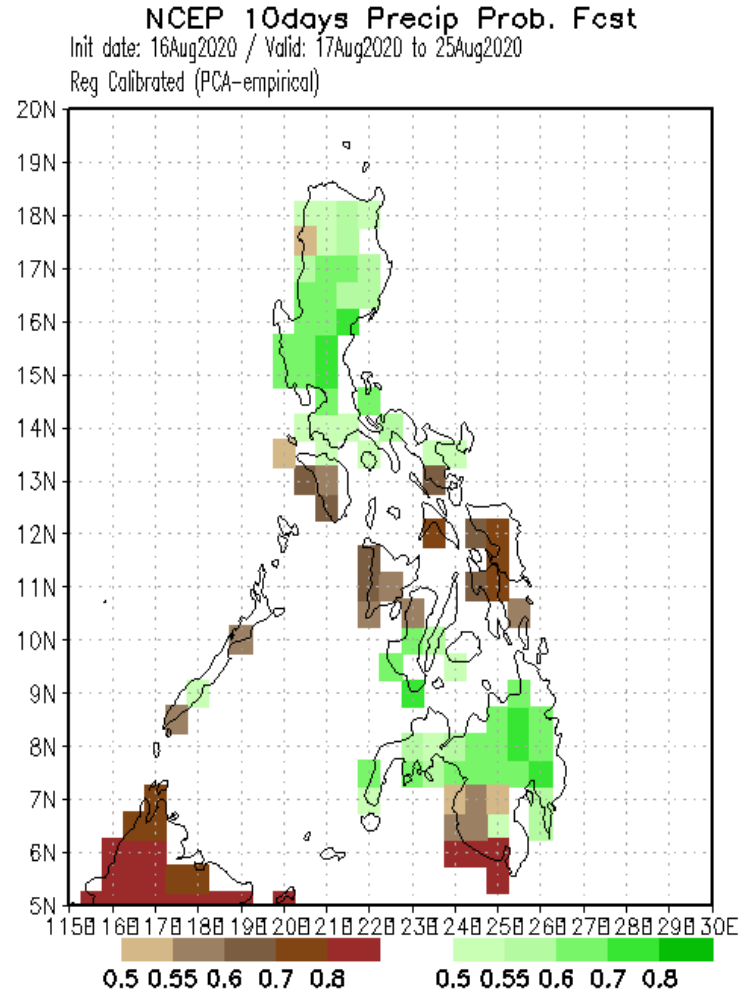 NCEP 10days Precip Prob. Fcst
Init date: 16Aug2020 / Valid: 17Aug2020 to 25Aug2020
Reg Calibrated (PCA-empirical)
20N
19N
18N
17N
16N
15N
14N
13N
12N
11N
10N
9N
8N
7N
6N
5N
115E 116E 117E 118E 119E 120E 121E 122E 123E 124E 125E 126E 127E 128E 129E 130E
0.5 0.55 0.6 0.7 0.8 0.5 0.55 0.6 0.7 0.8